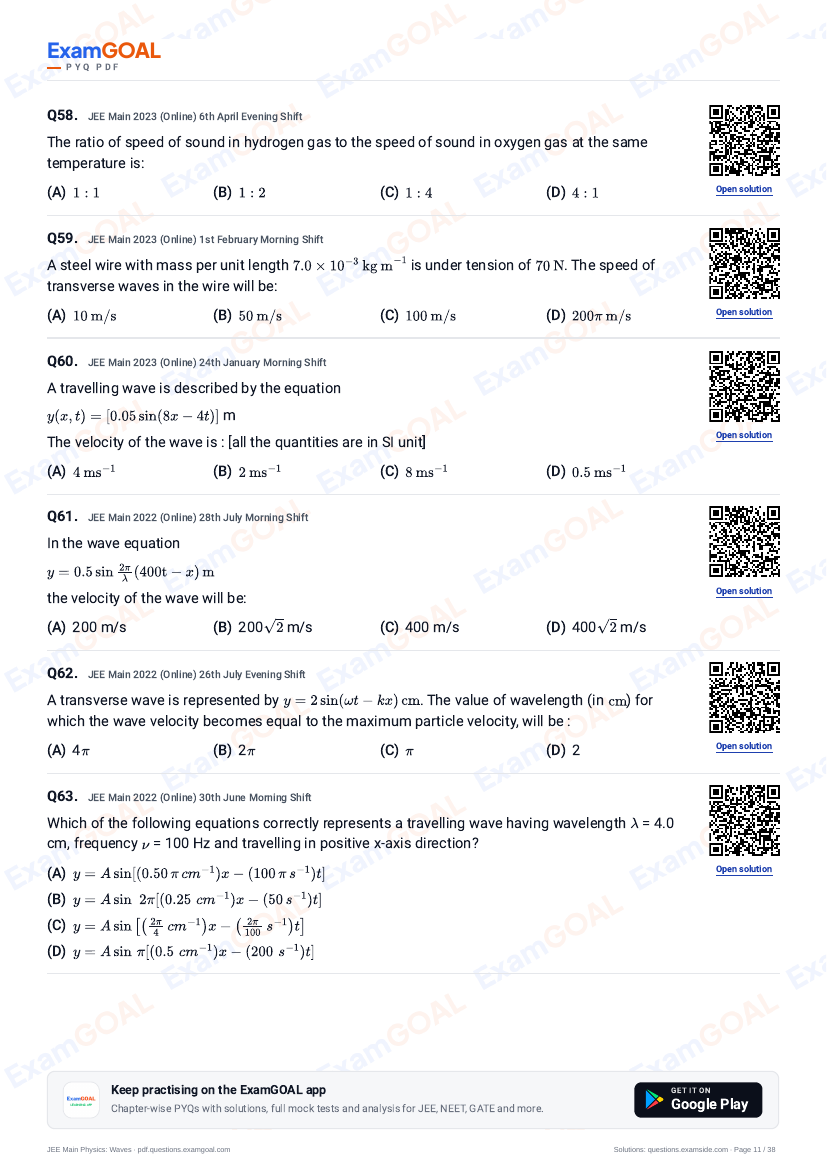 ExamGOAL
PYQ PDF
Q58. JEE Main 2023 (Online) 6th April Evening Shift
The ratio of speed of sound in hydrogen gas to the speed of sound in oxygen gas at the same
temperature is:
(A) 1 : 1 (B) 1 : 2 (C) 1 : 4 (D) 4 : 1
Open solution
Q59. JEE Main 2023 (Online) 1st February Morning Shift
A steel wire with mass per unit length 7.0 × 10⁻³ kg m⁻¹ is under tension of 70 N. The speed of
transverse waves in the wire will be:
(A) 10 m/s (B) 50 m/s (C) 100 m/s (D) 200π m/s
Open solution
Q60. JEE Main 2023 (Online) 24th January Morning Shift
A travelling wave is described by the equation
y(x, t) = [0.05 sin(8x − 4t)] m
The velocity of the wave is : [all the quantities are in SI unit]
(A) 4 ms⁻¹ (B) 2 ms⁻¹ (C) 8 ms⁻¹ (D) 0.5 ms⁻¹
Open solution
Q61. JEE Main 2022 (Online) 28th July Morning Shift
In the wave equation
y = 0.5 sin 2π/λ (400t − x) m
the velocity of the wave will be:
(A) 200 m/s (B) 200√2 m/s (C) 400 m/s (D) 400√2 m/s
Open solution
Q62. JEE Main 2022 (Online) 26th July Evening Shift
A transverse wave is represented by y = 2 sin(ωt − kx) cm. The value of wavelength (in cm) for
which the wave velocity becomes equal to the maximum particle velocity, will be :
(A) 4π (B) 2π (C) π (D) 2
Open solution
Q63. JEE Main 2022 (Online) 30th June Morning Shift
Which of the following equations correctly represents a travelling wave having wavelength λ = 4.0
cm, frequency ν = 100 Hz and travelling in positive x-axis direction?
(A) y = A sin[(0.50 π cm⁻¹)x − (100 π s⁻¹)t]
(B) y = A sin 2π[(0.25 cm⁻¹)x − (50 s⁻¹)t]
(C) y = A sin [(2π/4 cm⁻¹)x − (2π/100 s⁻¹)t]
(D) y = A sin π[(0.5 cm⁻¹)x − (200 s⁻¹)t]
Open solution
Keep practising on the ExamGOAL app
Chapter-wise PYQs with solutions, full mock tests and analysis for JEE, NEET, GATE and more.
GET IT ON
Google Play
JEE Main Physics: Waves · pdf.questions.examgoal.com Solutions: questions.examside.com · Page 11 / 38